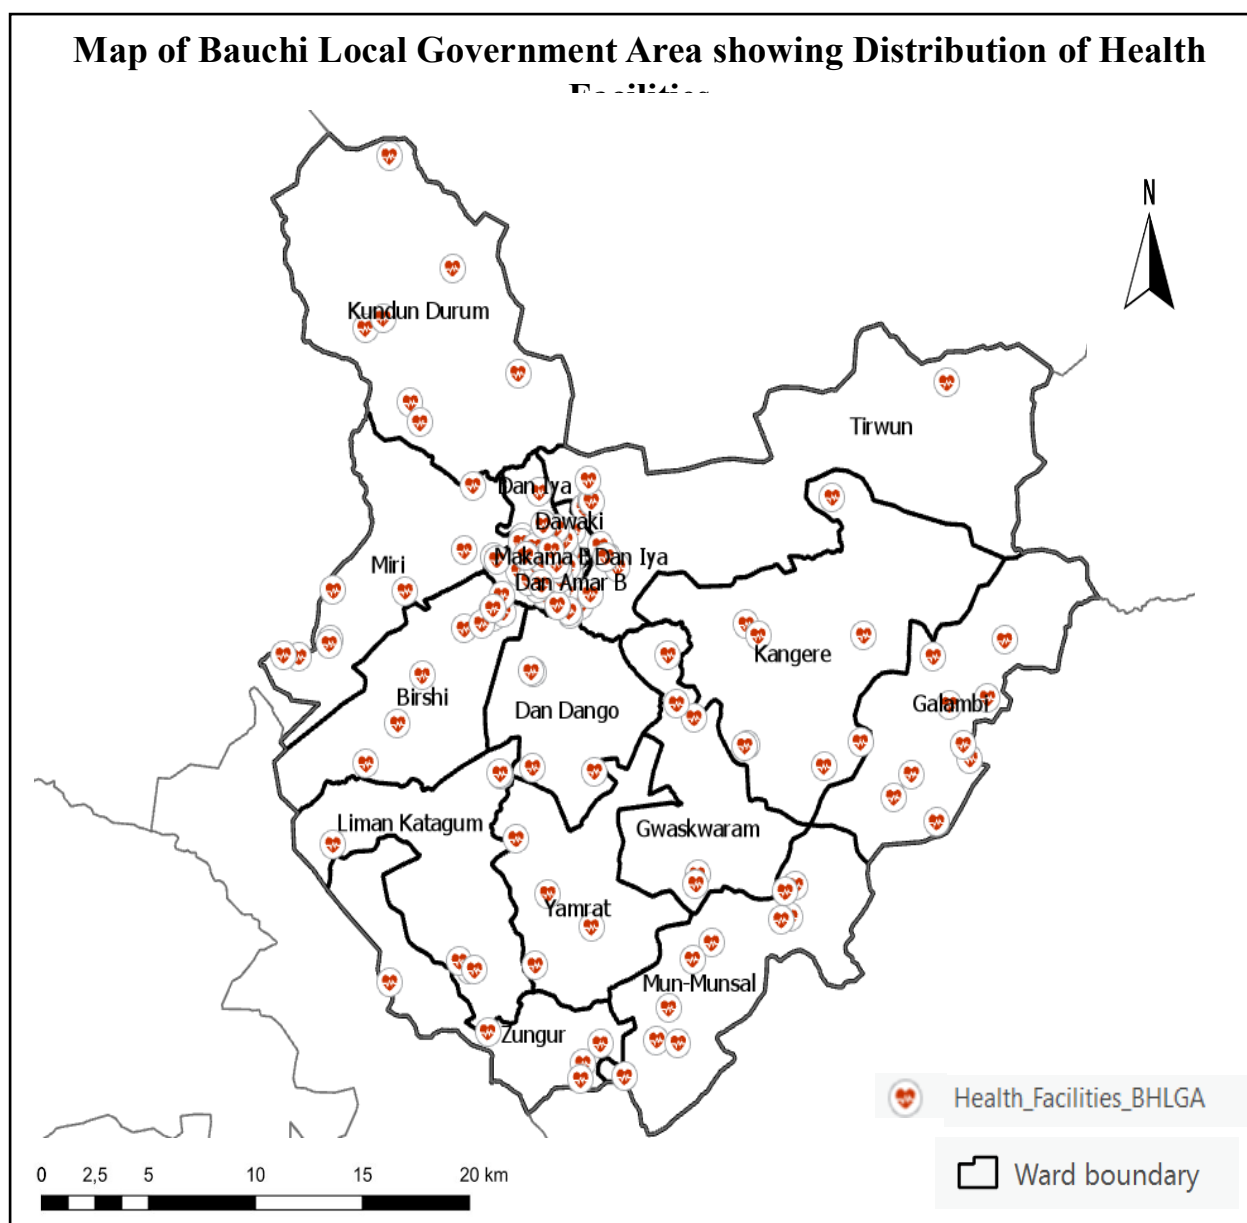 Map of Bauchi Local Government Area showing Distribution of Health
Facilities
N
Kundun Durum
Tirwun
Dan Iya
Dawaki
Makama B Dan Iya
Miri
Dan Amar B
Kangere
Birshi
Dan Dango
Galambi
Liman Katagum
Gwaskwaram
Yamrat
Mun-Munsal
Zungur
Health_Facilities_BHLGA
0 2,5 5 10 15 20 km
Ward boundary